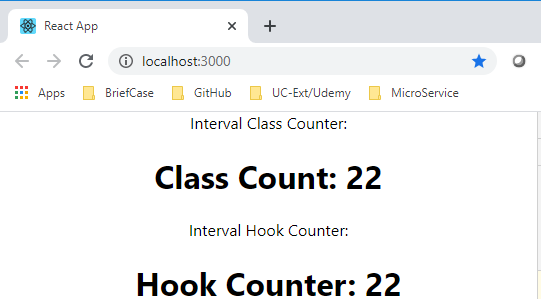 React App
localhost:3000
Apps BriefCase GitHub UC-Ext/Udemy MicroService
Interval Class Counter:
Class Count: 22
Interval Hook Counter:
Hook Counter: 22